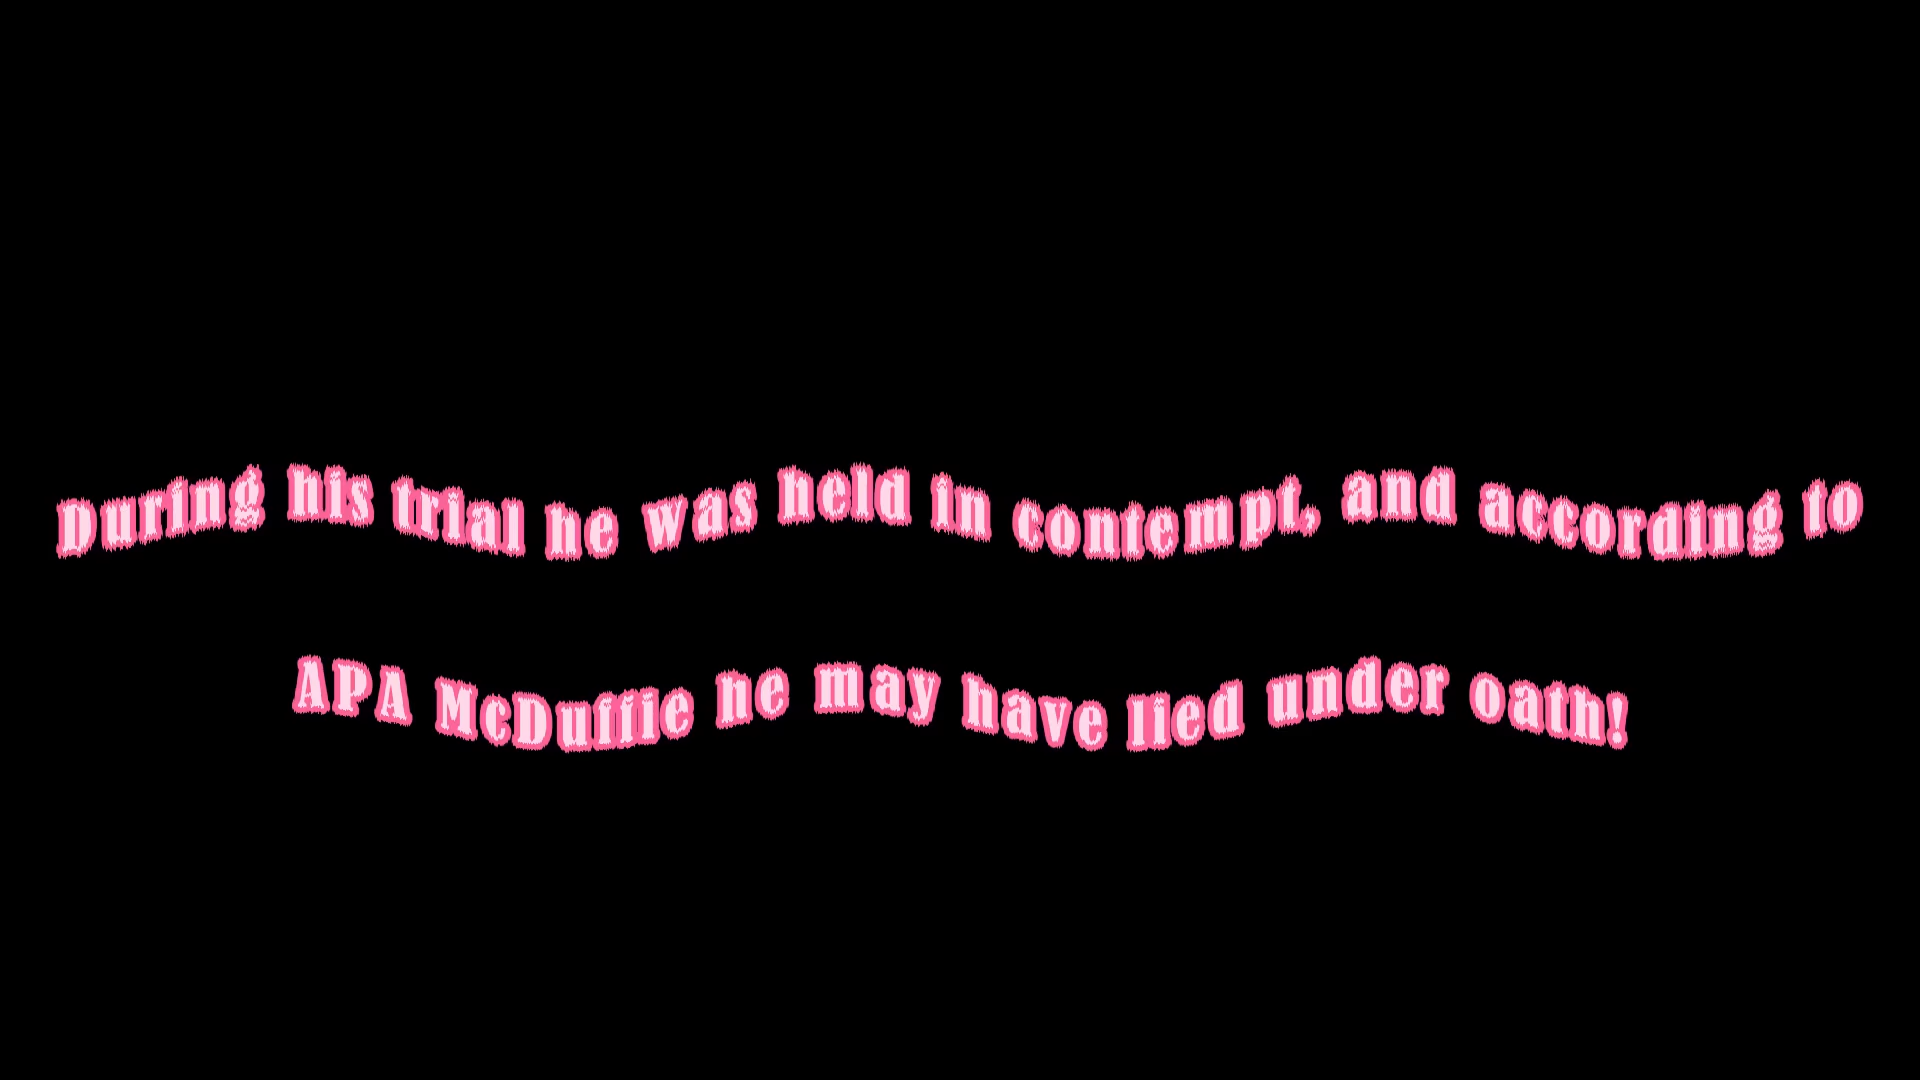 During his trial he was held in contempt, and according to
APA McDuffie he may have lied under oath!